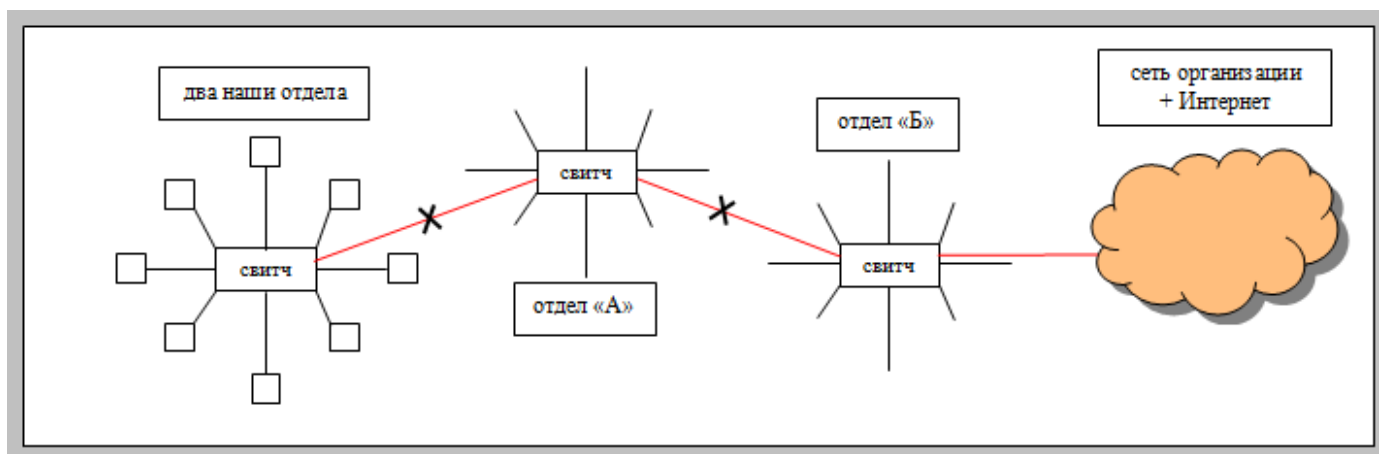 два наши отдела
свитч
свитч
отдел «А»
отдел «Б»
свитч
сеть организации
+ Интернет